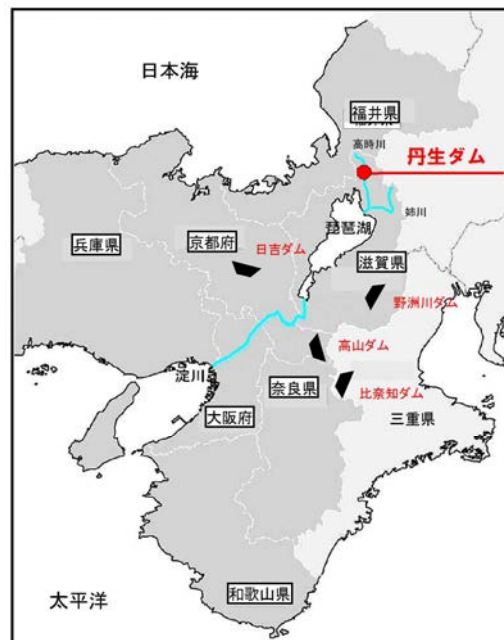 日本海
福井県
高時川
丹生ダム
姉川
琵琶湖
兵庫県
京都府
日吉ダム
滋賀県
野洲川ダム
高山ダム
淀川
奈良県
比奈知ダム
大阪府
三重県
和歌山県
太平洋